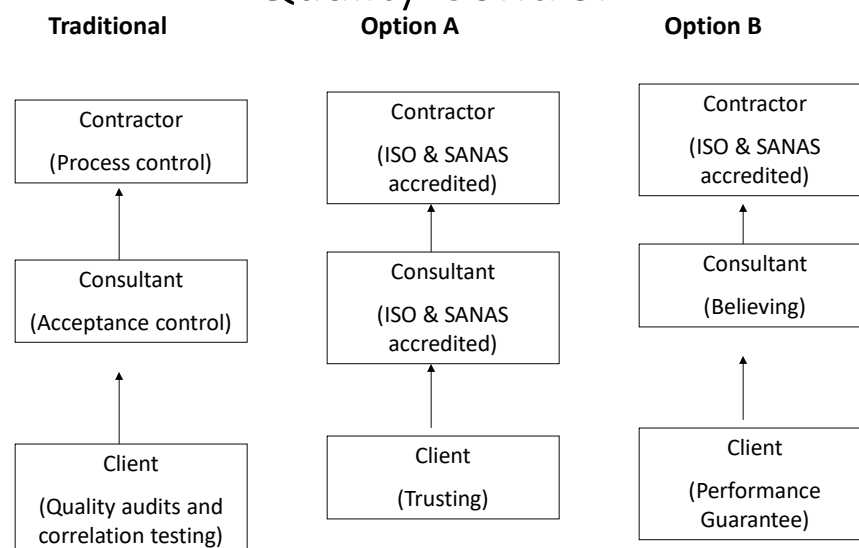 Traditional
Option A
Option B
Contractor
(Process control)
Consultant
(Acceptance control)
Client
(Quality audits and
correlation testing)
Contractor
(ISO & SANAS
accredited)
Consultant
(ISO & SANAS
accredited)
Client
(Trusting)
Contractor
(ISO & SANAS
accredited)
Consultant
(Believing)
Client
(Performance
Guarantee)